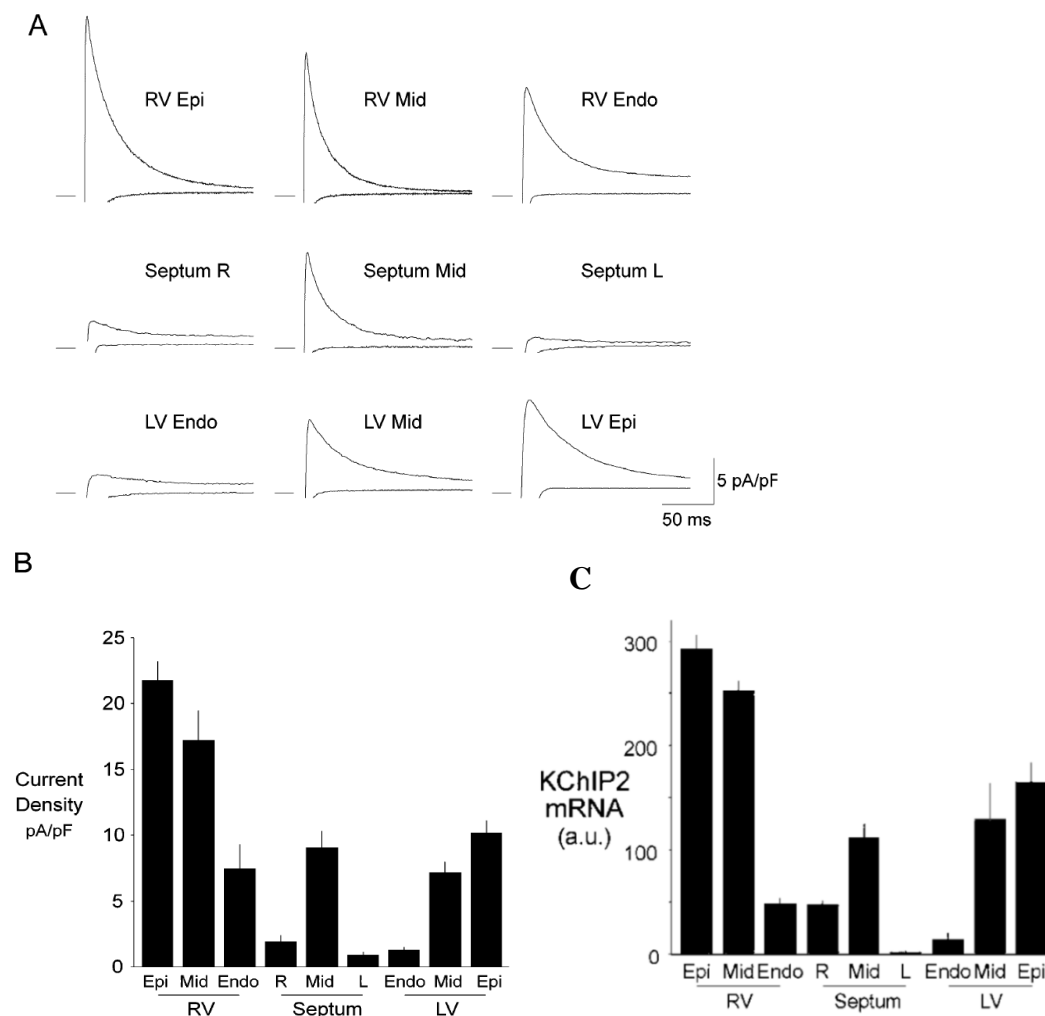 A
RV Epi
RV Mid
RV Endo
Septum R
Septum Mid
Septum L
LV Endo
LV Mid
LV Epi
5 pA/pF
50 ms
B
25
20
15
10
5
0
Current
Density
pA/pF
Epi Mid Endo R Mid L Endo Mid Epi
RV Septum LV
C
300
200
100
0
KChIP2
mRNA
(a.u.)
Epi Mid Endo R Mid L Endo Mid Epi
RV Septum LV